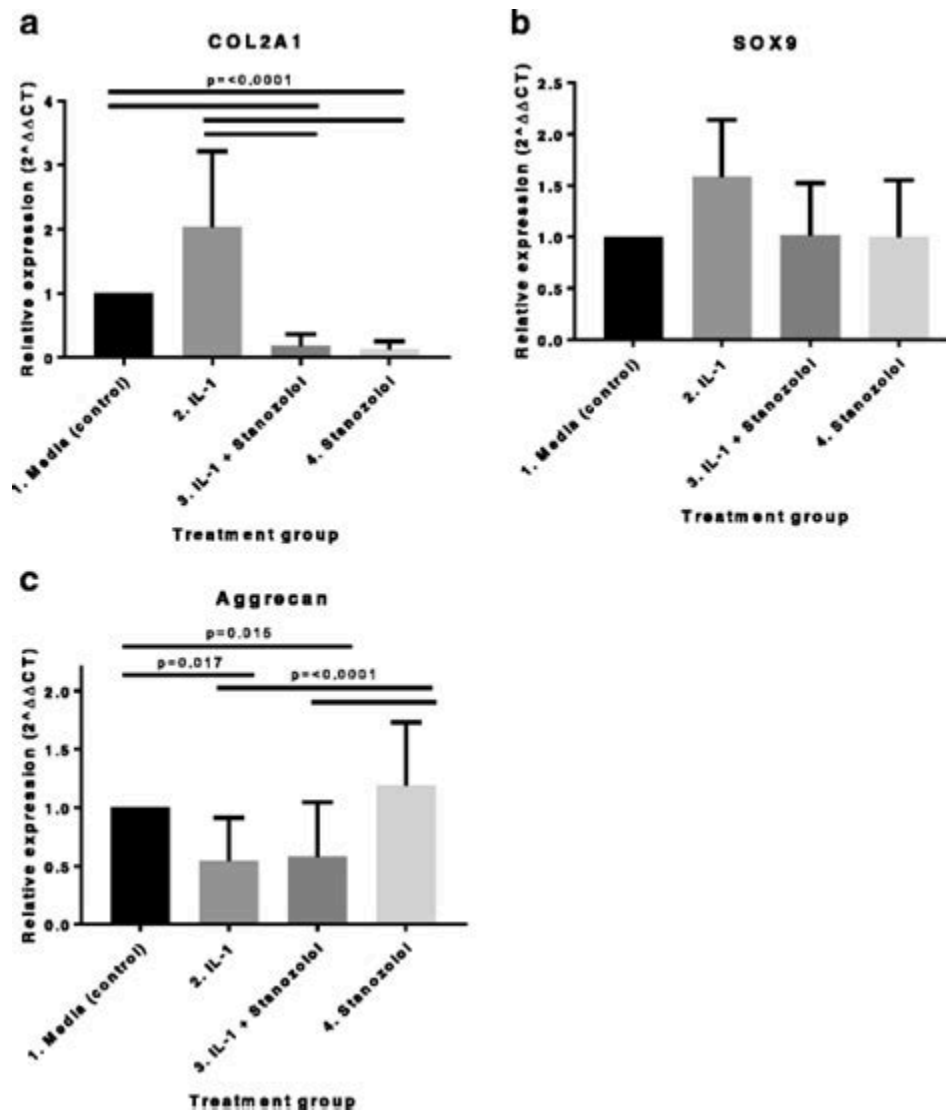 a
COL2A1
p=<0.0001
Relative expression (2^ΔΔCT)
4
3
2
1
0
1. Media (control)
2. IL-1
3. IL-1 + Stanozolol
4. Stanozolol
Treatment group
b
SOX9
Relative expression (2^ΔΔCT)
2.5
2.0
1.5
1.0
0.5
0.0
1. Media (control)
2. IL-1
3. IL-1 + Stanozolol
4. Stanozolol
Treatment group
c
Aggrecan
p=0.015
p=0.017
p=<0.0001
Relative expression (2^ΔΔCT)
2.0
1.5
1.0
0.5
0.0
1. Media (control)
2. IL-1
3. IL-1 + Stanozolol
4. Stanozolol
Treatment group